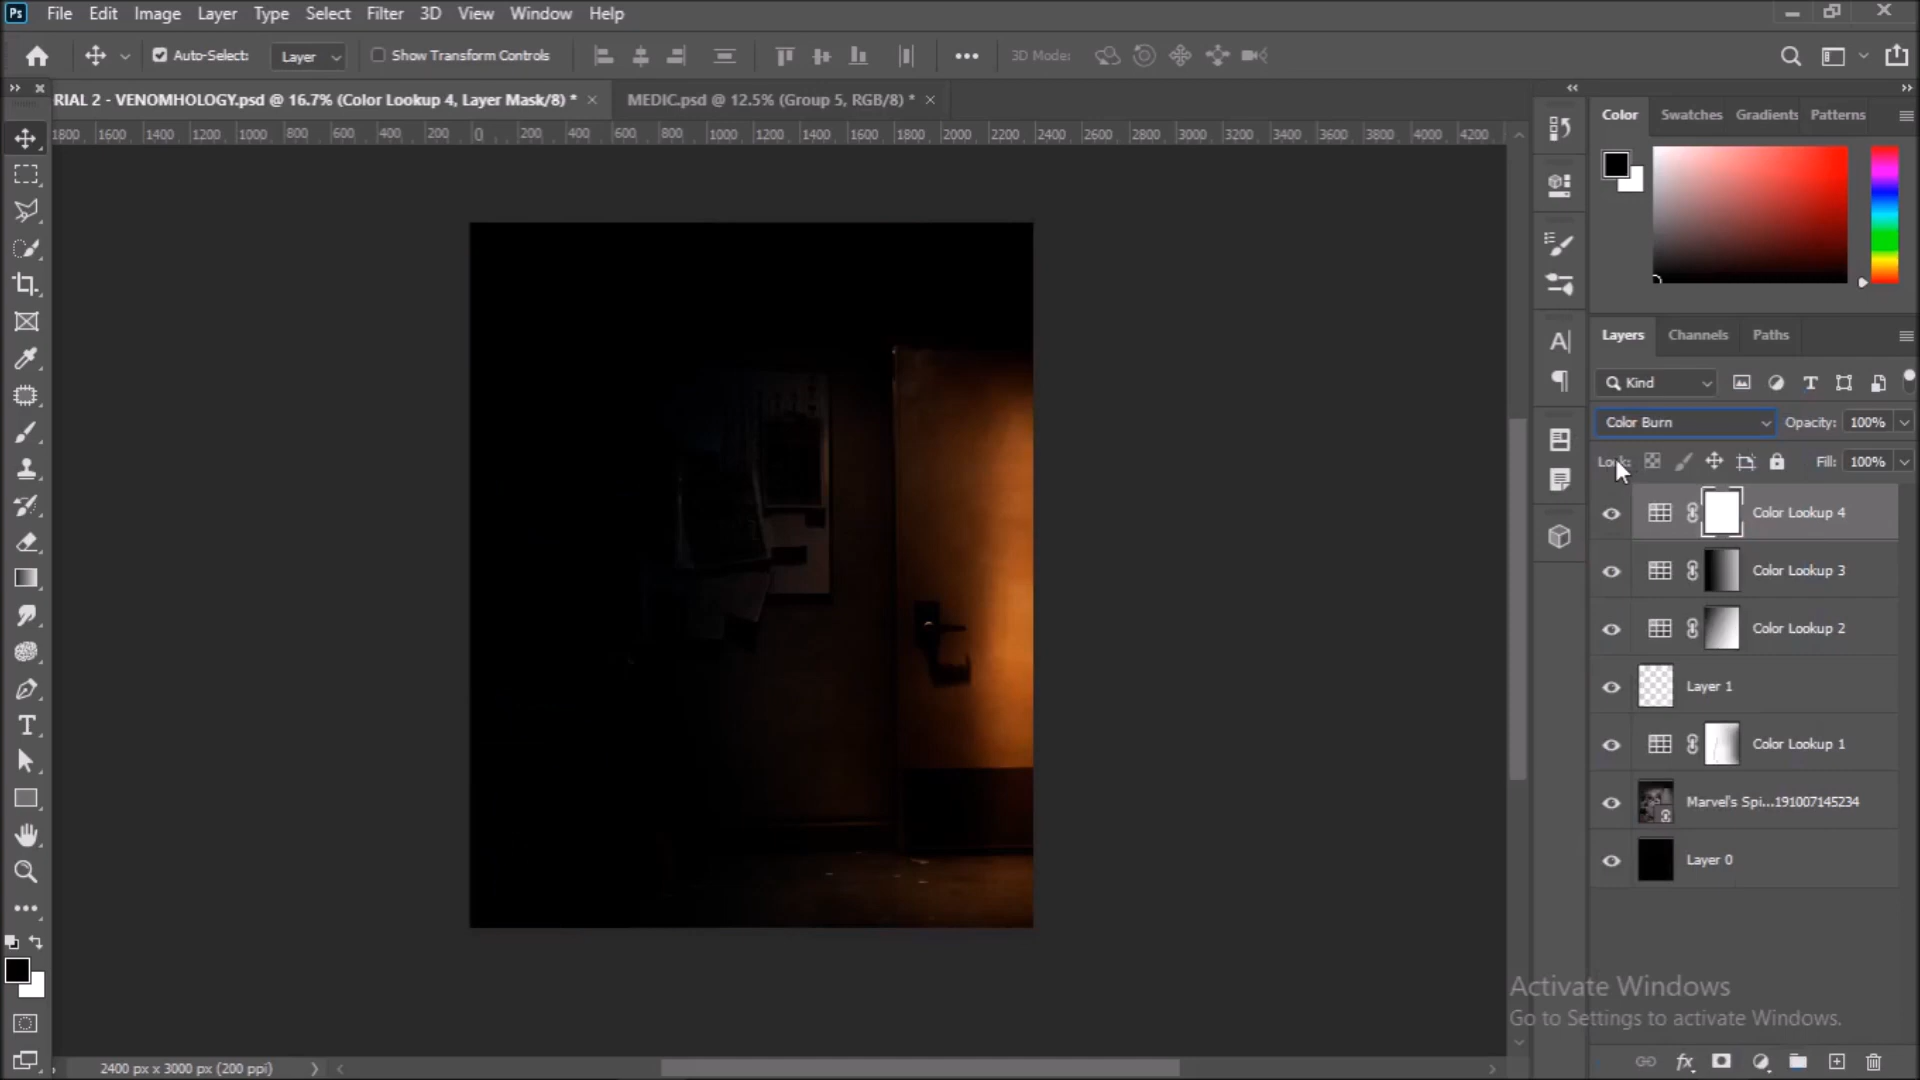 Ps File Edit Image Layer Type Select Filter 3D View Window Help
Auto-Select: Layer Show Transform Controls 3D Mode:
RIAL 2 - VENOMHOLOGY.psd @ 16.7% (Color Lookup 4, Layer Mask/8) * MEDIC.psd @ 12.5% (Group 5, RGB/8) *
1800 1600 1400 1200 1000 800 600 400 200 0 200 400 600 800 1000 1200 1400 1600 1800 2000 2200 2400 2600 2800 3000 3200 3400 3600 3800 4000 4200
Color Swatches Gradients Patterns
Layers Channels Paths
Kind
Color Burn Opacity: 100%
Lock: Fill: 100%
Color Lookup 4
Color Lookup 3
Color Lookup 2
Layer 1
Color Lookup 1
Marvel's Spi...191007145234
Layer 0
Activate Windows
Go to Settings to activate Windows.
2400 px x 3000 px (200 ppi)